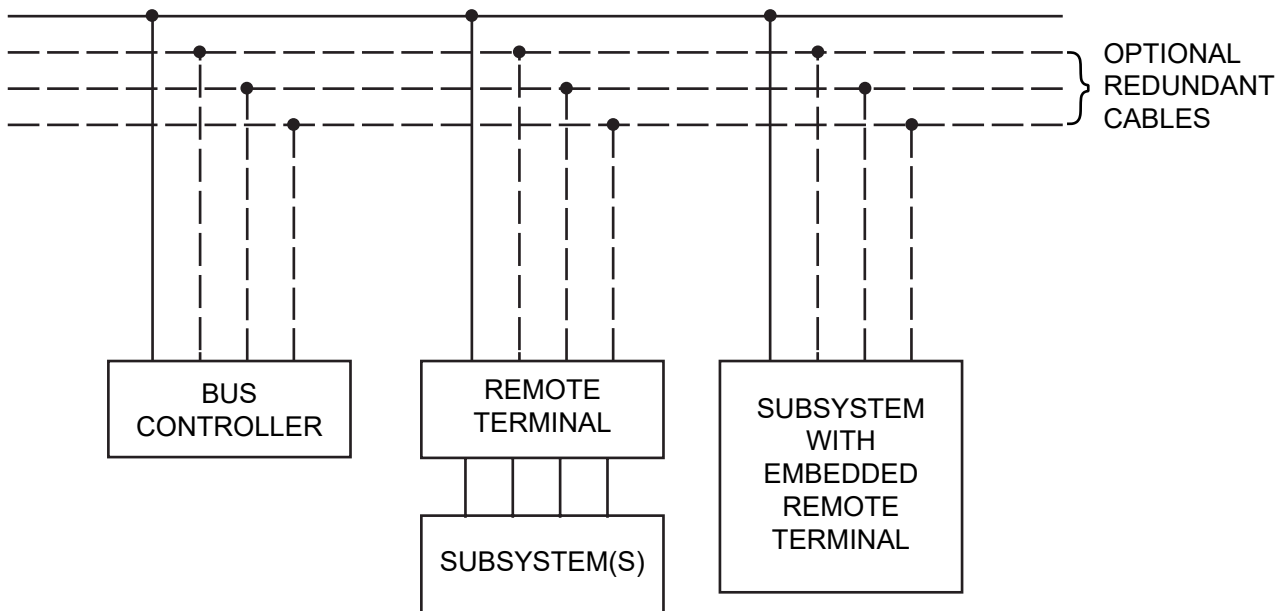 OPTIONAL
REDUNDANT
CABLES
BUS
CONTROLLER
REMOTE
TERMINAL
SUBSYSTEM(S)
SUBSYSTEM
WITH
EMBEDDED
REMOTE
TERMINAL